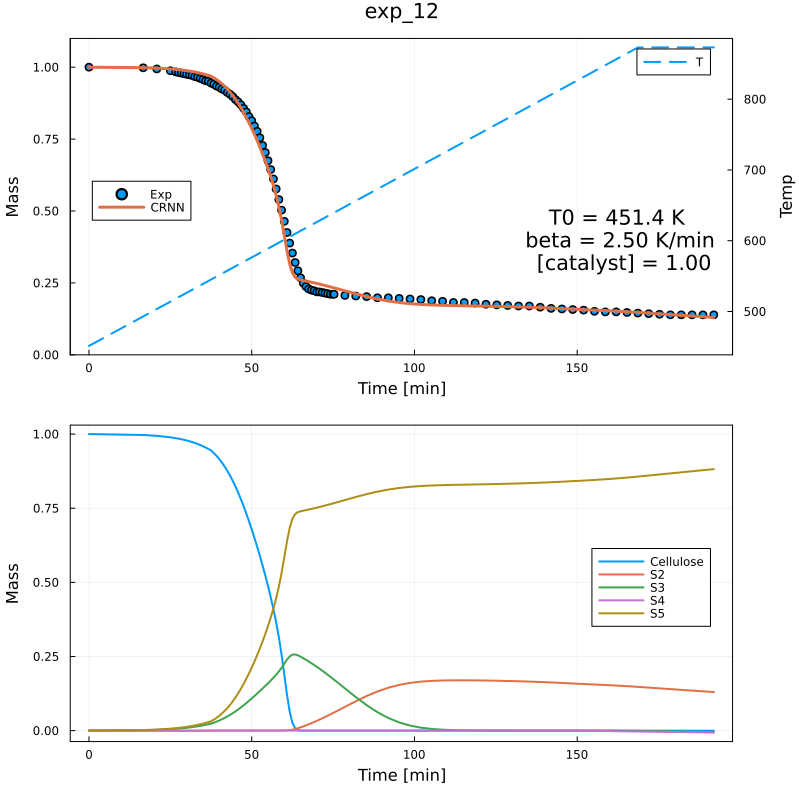 exp_12
1.00
0.75
0.50
0.25
0.00
Mass
T
800
700
600
500
Temp
Exp
CRNN
T0 = 451.4 K
beta = 2.50 K/min
[catalyst] = 1.00
0
50
100
150
Time [min]
1.00
0.75
0.50
0.25
0.00
Mass
Cellulose
S2
S3
S4
S5
0
50
100
150
Time [min]